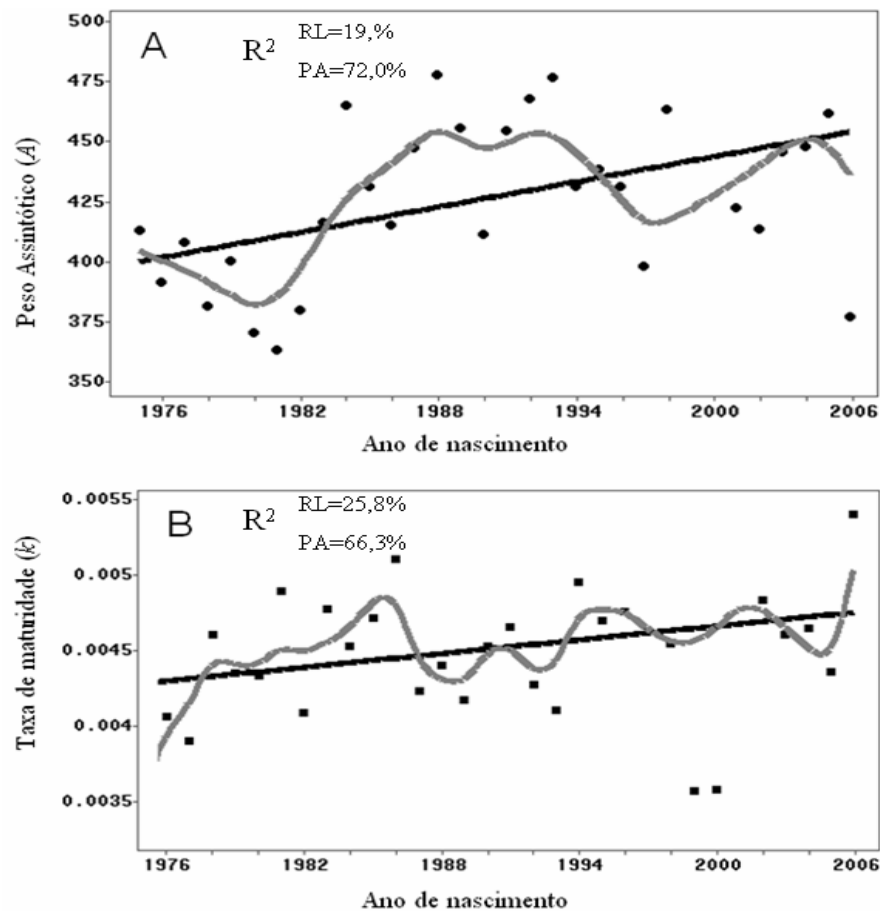 A
R²
RL=19,%
PA=72,0%
500
475
450
425
400
375
350
Peso Assintótico (A)
1976 1982 1988 1994 2000 2006
Ano de nascimento
B
R²
RL=25,8%
PA=66,3%
0.0055
0.005
0.0045
0.004
0.0035
Taxa de maturidade (k)
1976 1982 1988 1994 2000 2006
Ano de nascimento